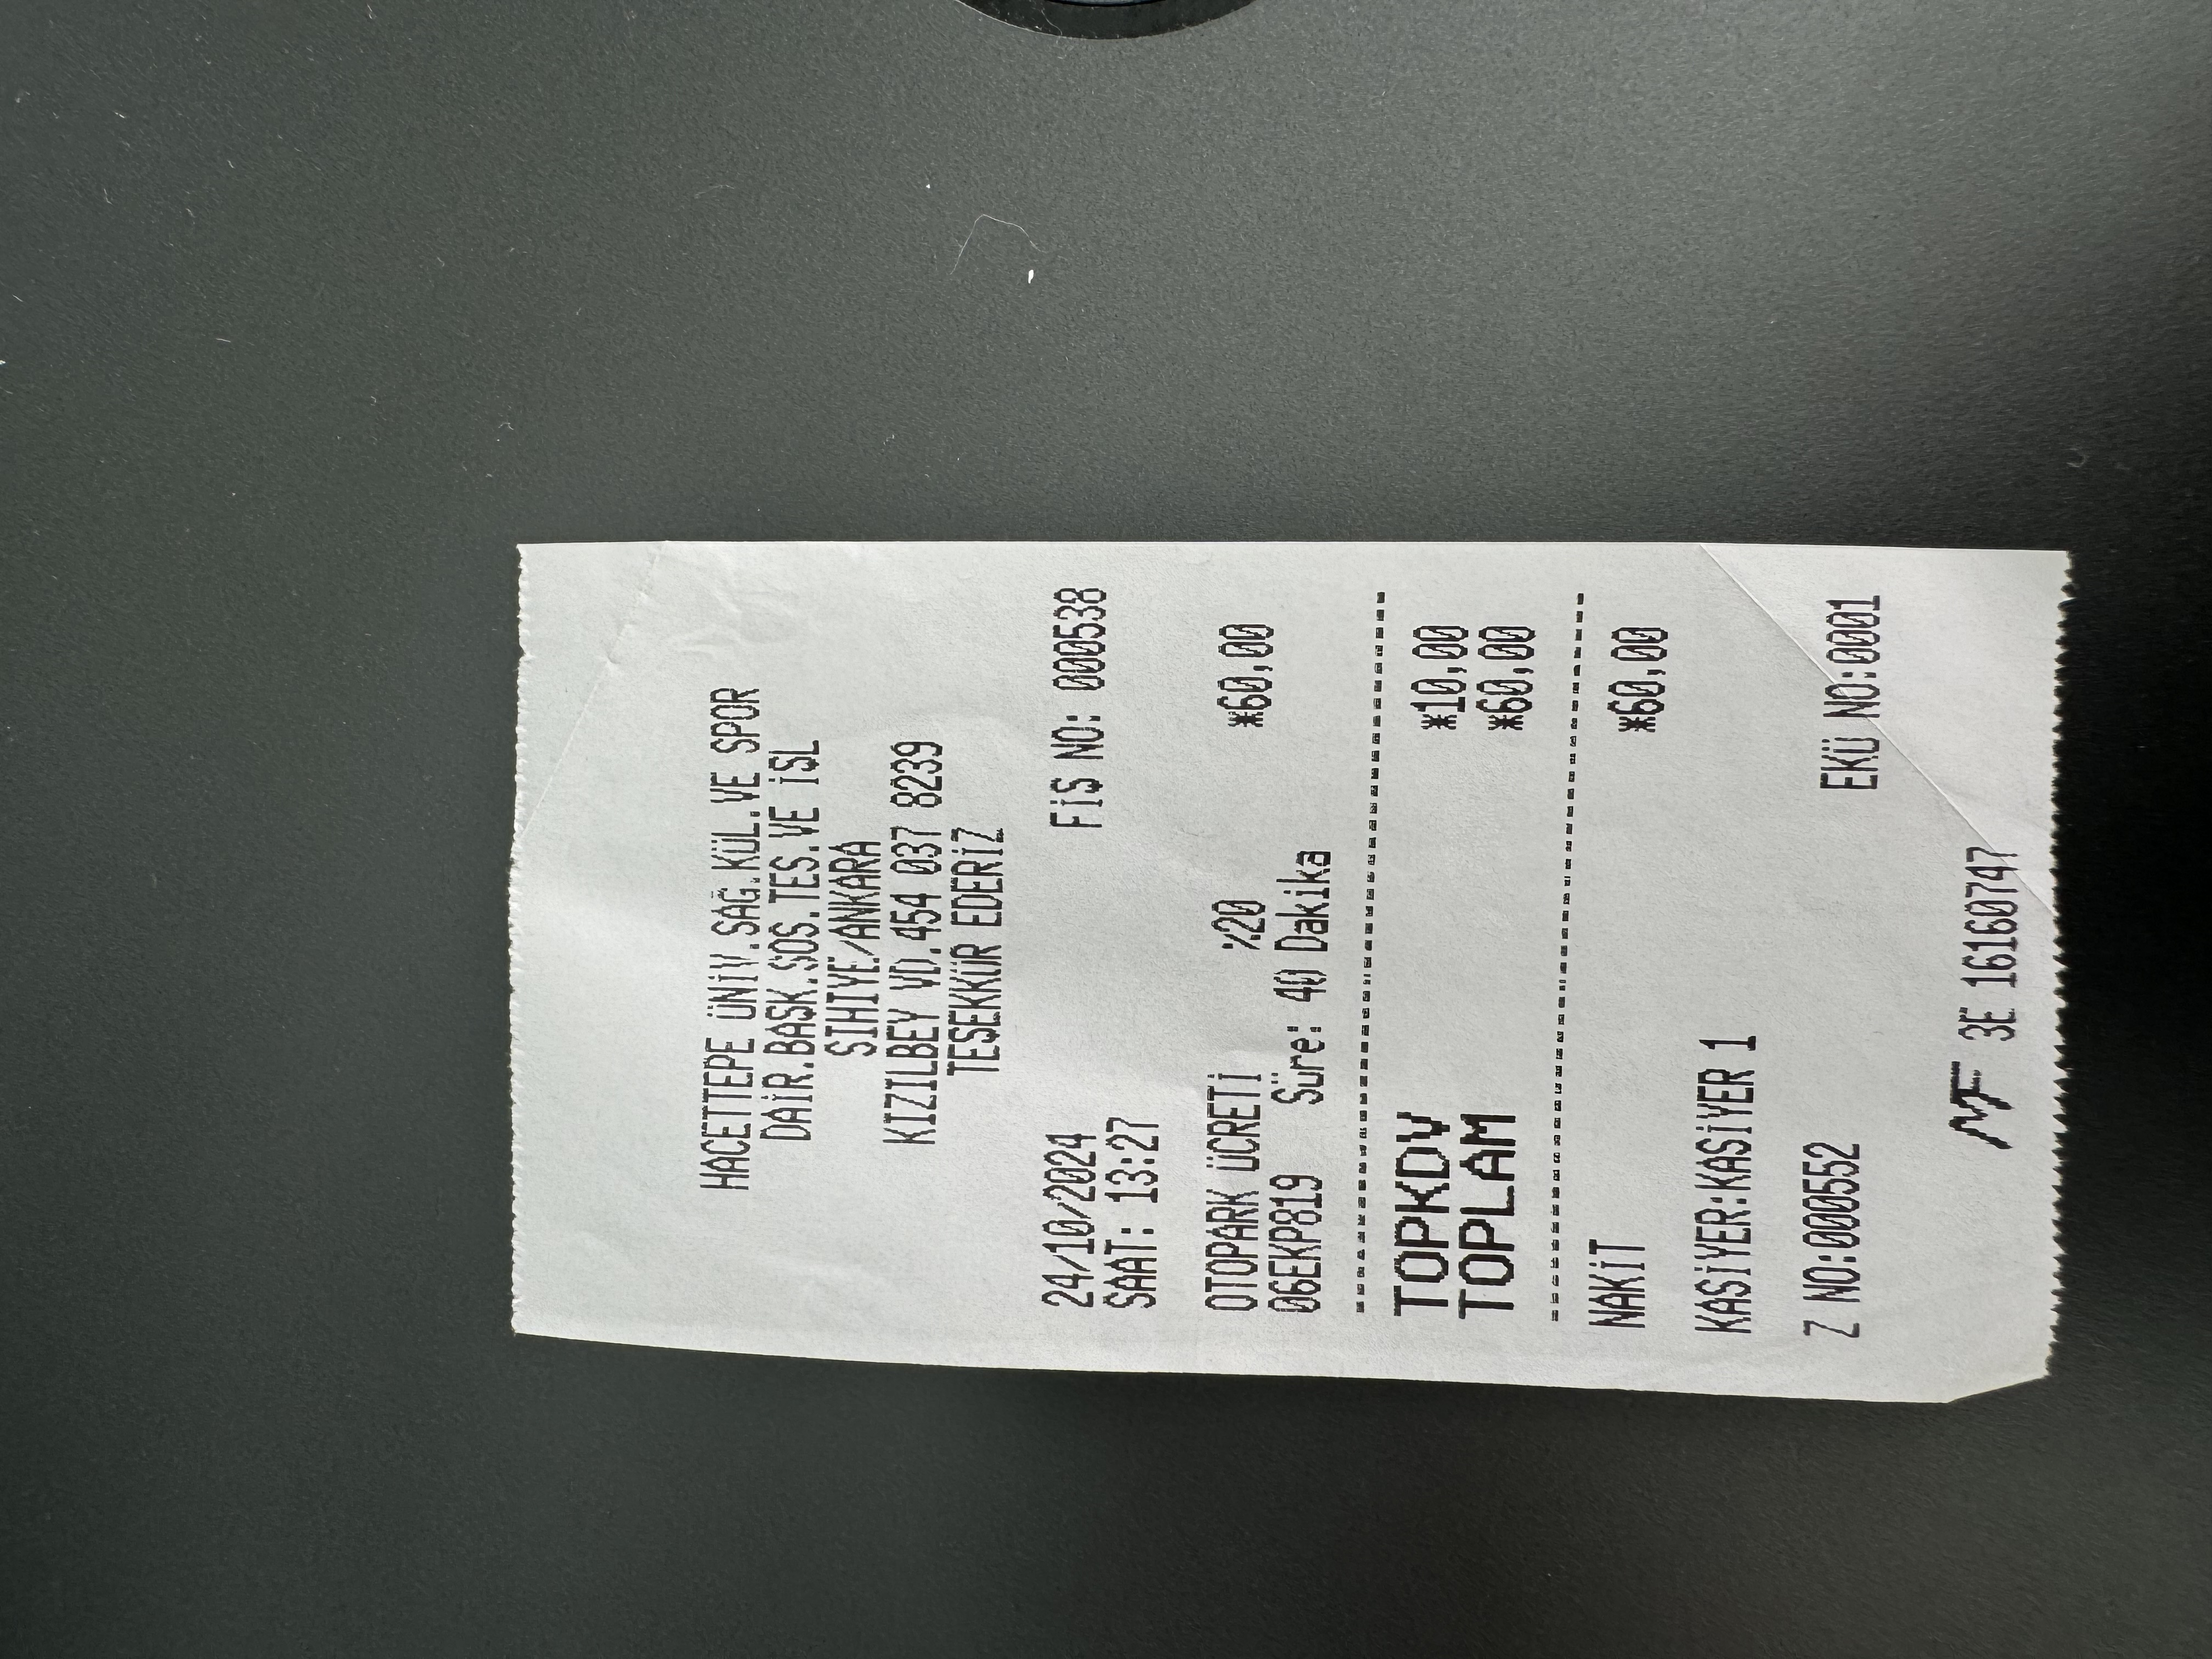 HACETTEPE ÜNİV.SAĞ.KÜL.VE SPOR
DAİR.BAŞK.SOS.TES.VE İŞL
SIHIYE/ANKARA
KIZILBEY VD.454 037 8239
TEŞEKKÜR EDERİZ
24/10/2024 FİŞ NO: 000538
SAAT: 13:27
OTOPARK ÜCRETİ %20 *60,00
06EKP819 Süre: 40 Dakika
TOPKDV *10,00
TOPLAM *60,00
NAKİT *60,00
KASİYER:KASİYER 1
Z NO:000552 EKÜ NO:0001
MF 3E 16160747